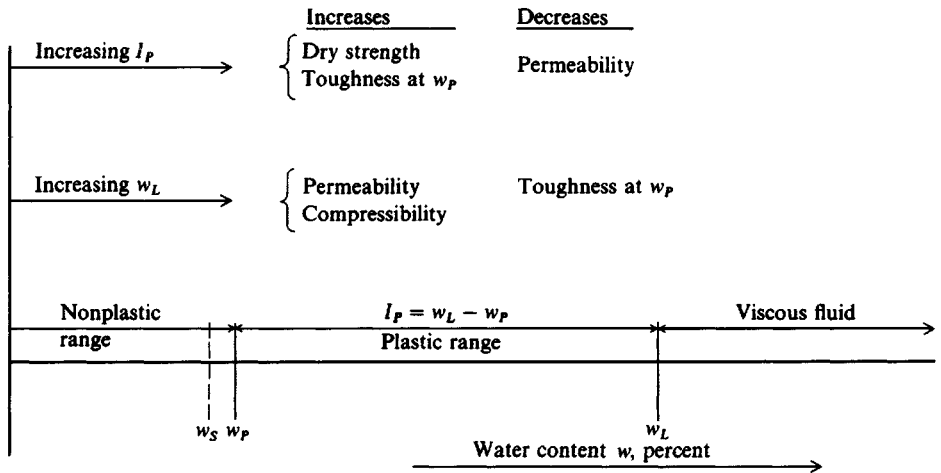 Increases Decreases
Increasing I_P
Dry strength
Toughness at w_P
Permeability
Increasing w_L
Permeability
Compressibility
Toughness at w_P
Nonplastic
range
I_P = w_L − w_P
Plastic range
Viscous fluid
w_S w_P w_L
Water content w, percent